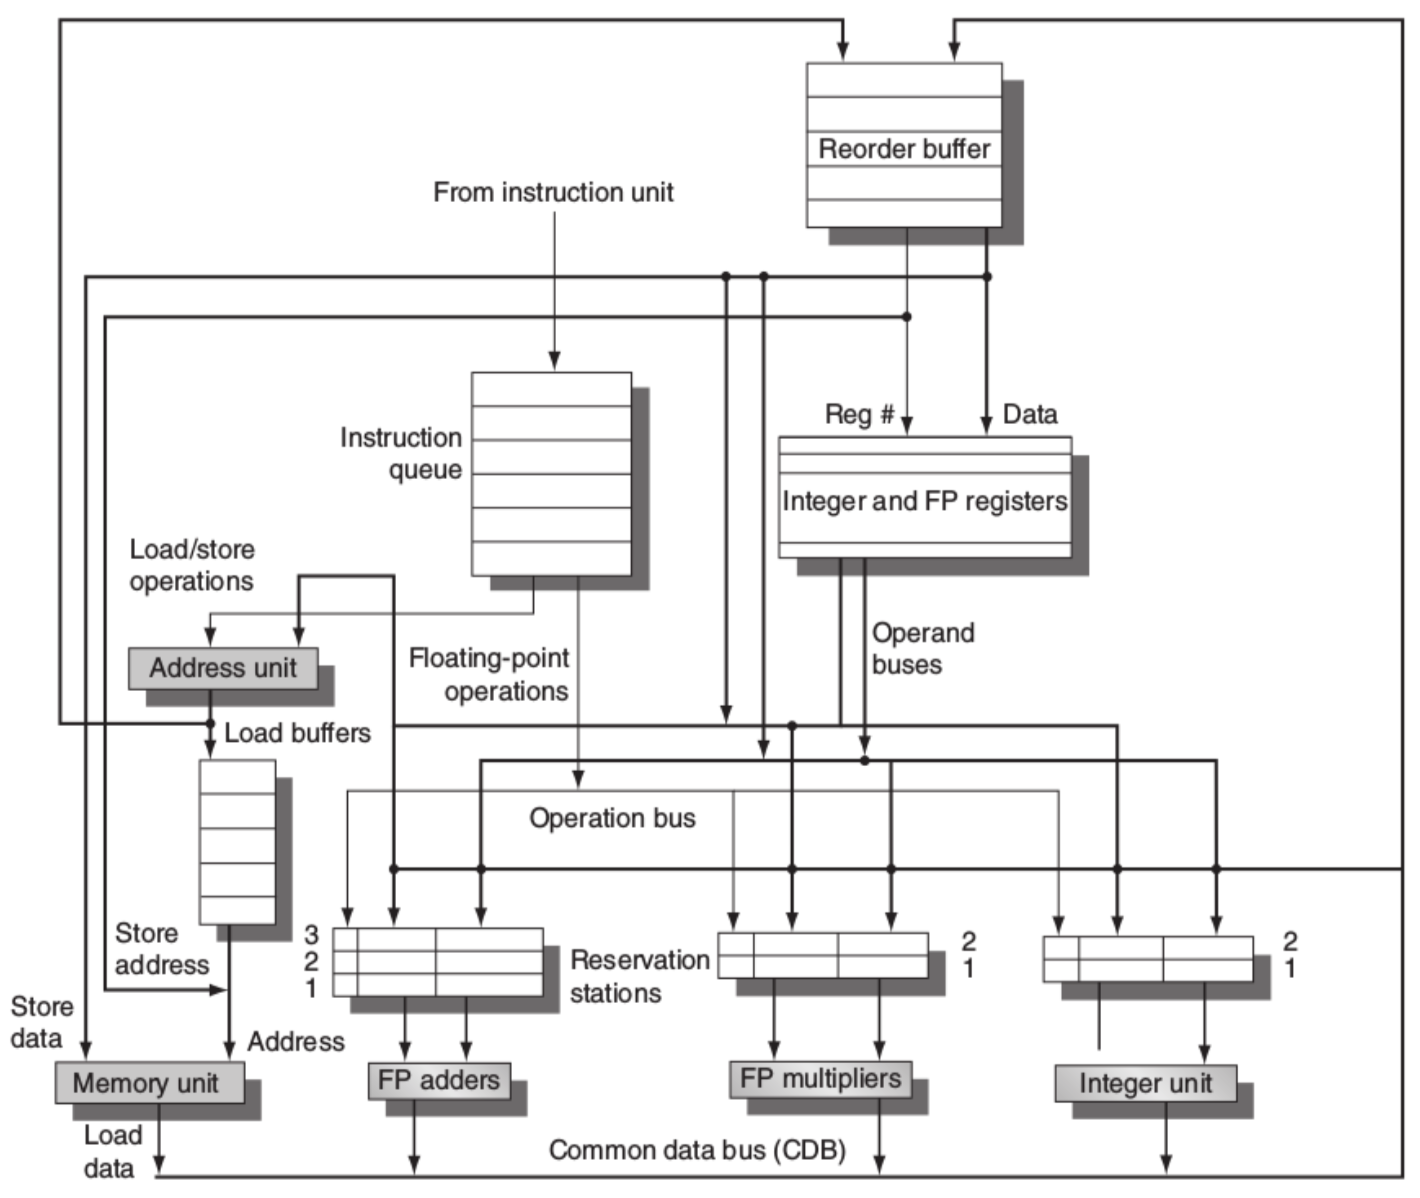 Reorder buffer
From instruction unit
Reg #
Data
Instruction
queue
Integer and FP registers
Load/store
operations
Operand
buses
Floating-point
operations
Address unit
Load buffers
Operation bus
Store
address
3
2
1
Reservation
stations
2
1
2
1
Store
data
Address
Memory unit
FP adders
FP multipliers
Integer unit
Load
data
Common data bus (CDB)